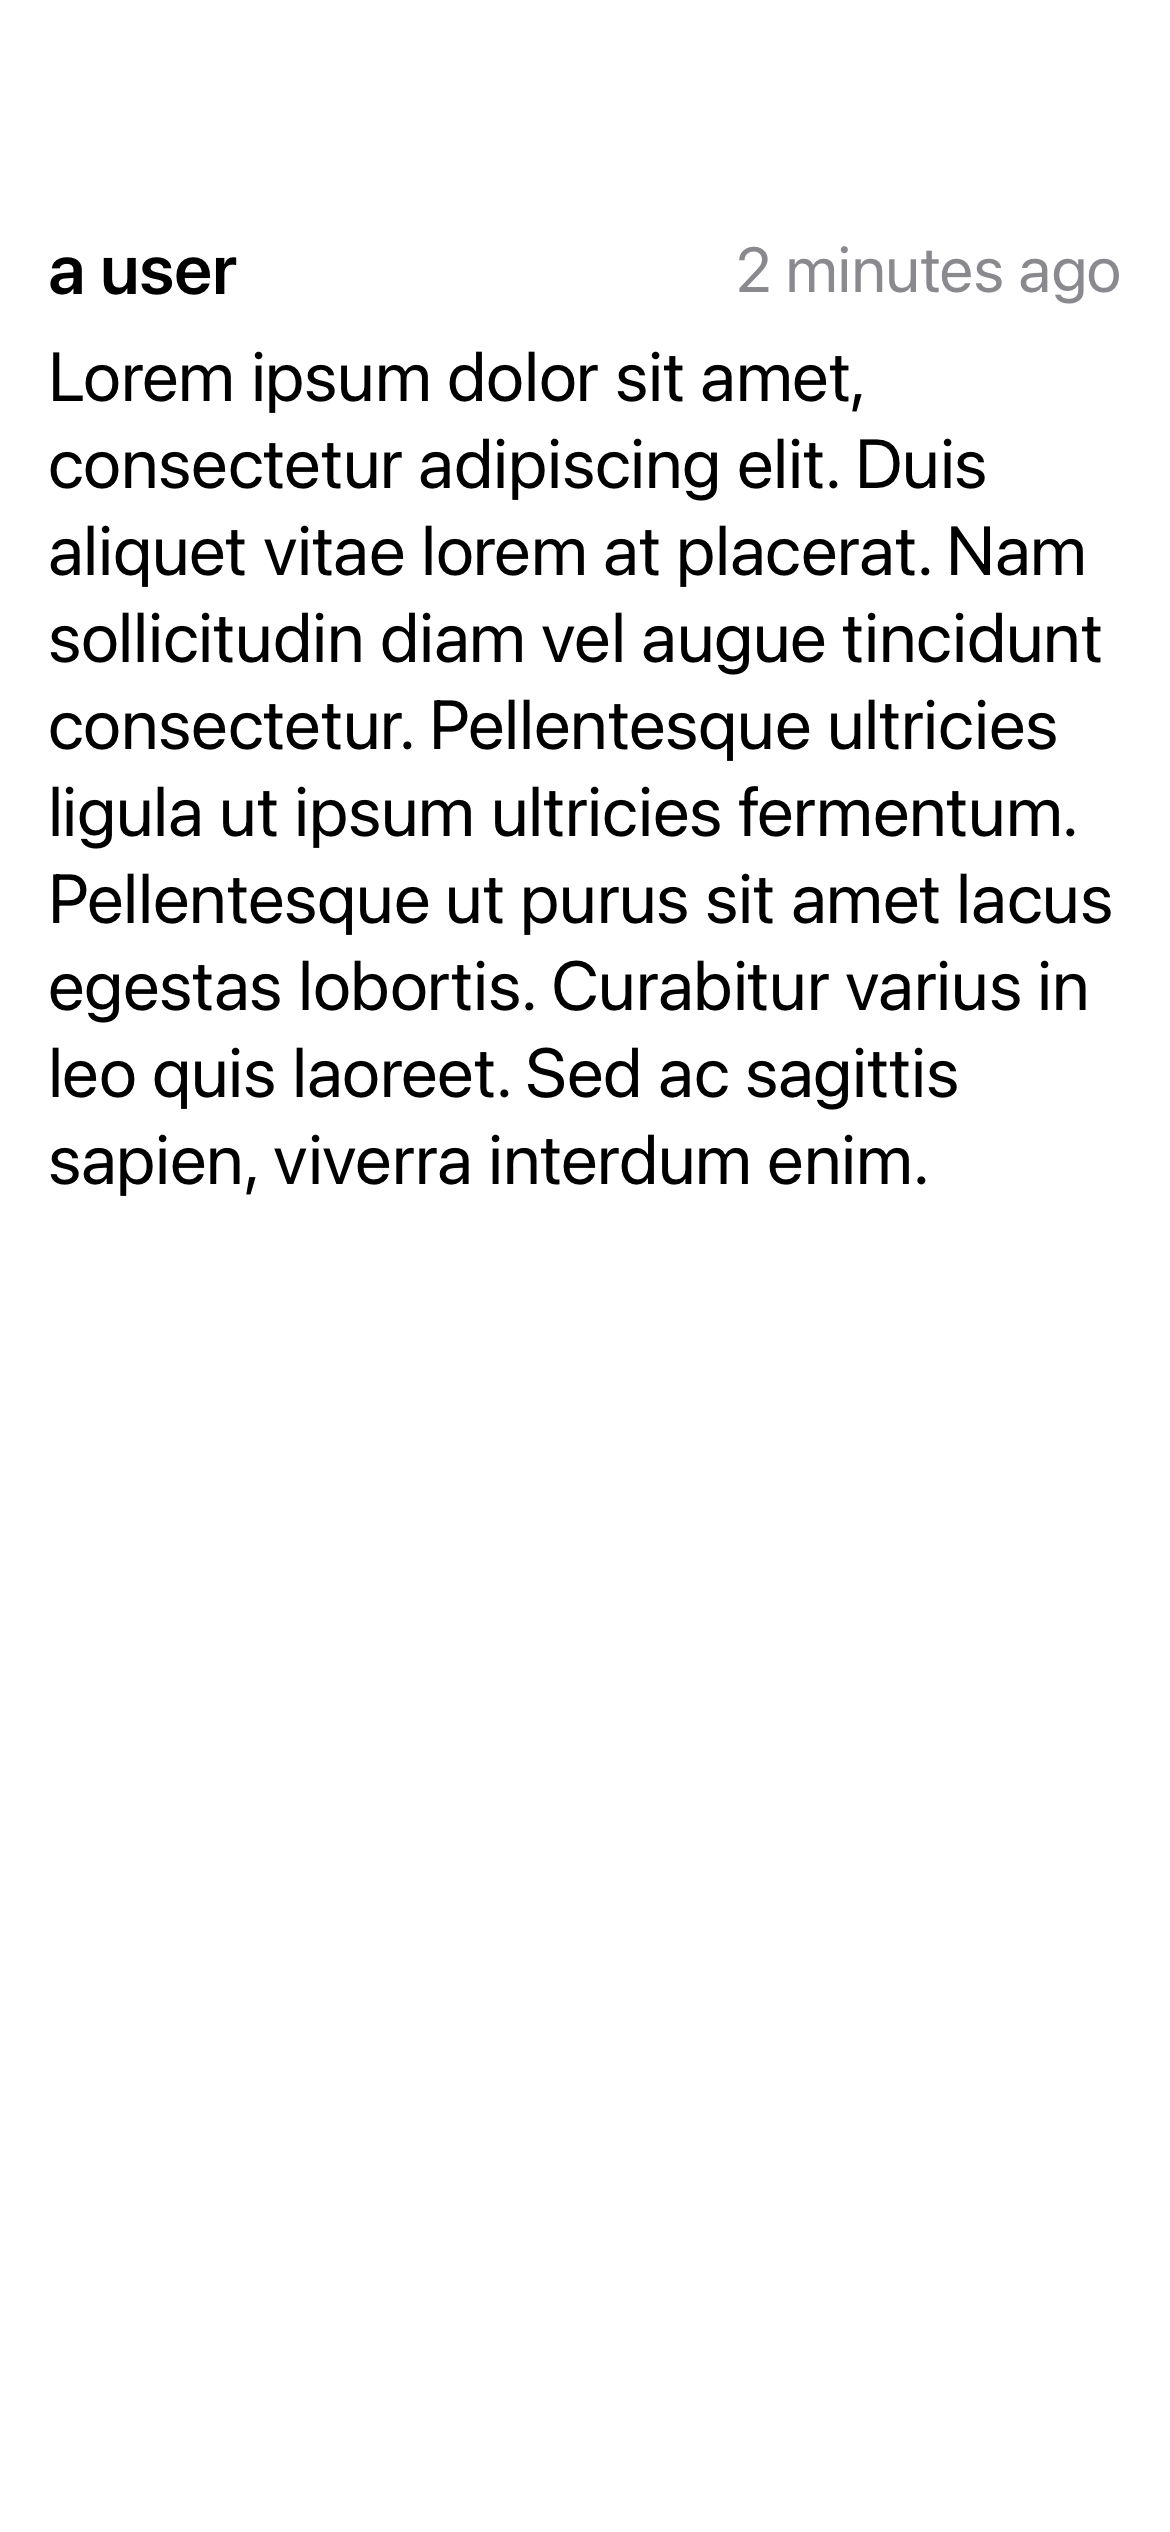 a user 2 minutes ago
Lorem ipsum dolor sit amet,
consectetur adipiscing elit. Duis
aliquet vitae lorem at placerat. Nam
sollicitudin diam vel augue tincidunt
consectetur. Pellentesque ultricies
ligula ut ipsum ultricies fermentum.
Pellentesque ut purus sit amet lacus
egestas lobortis. Curabitur varius in
leo quis laoreet. Sed ac sagittis
sapien, viverra interdum enim.